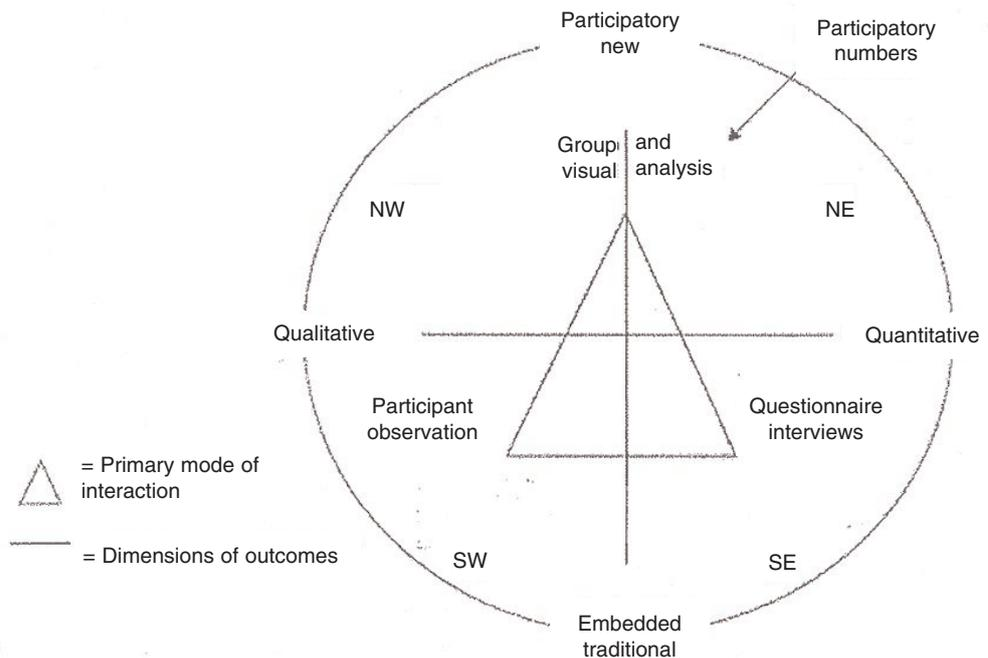 Participatory
new
Participatory
numbers
Group and
visual analysis
NW
NE
Qualitative
Quantitative
Participant
observation
Questionnaire
interviews
= Primary mode of
interaction
= Dimensions of outcomes
SW
SE
Embedded
traditional